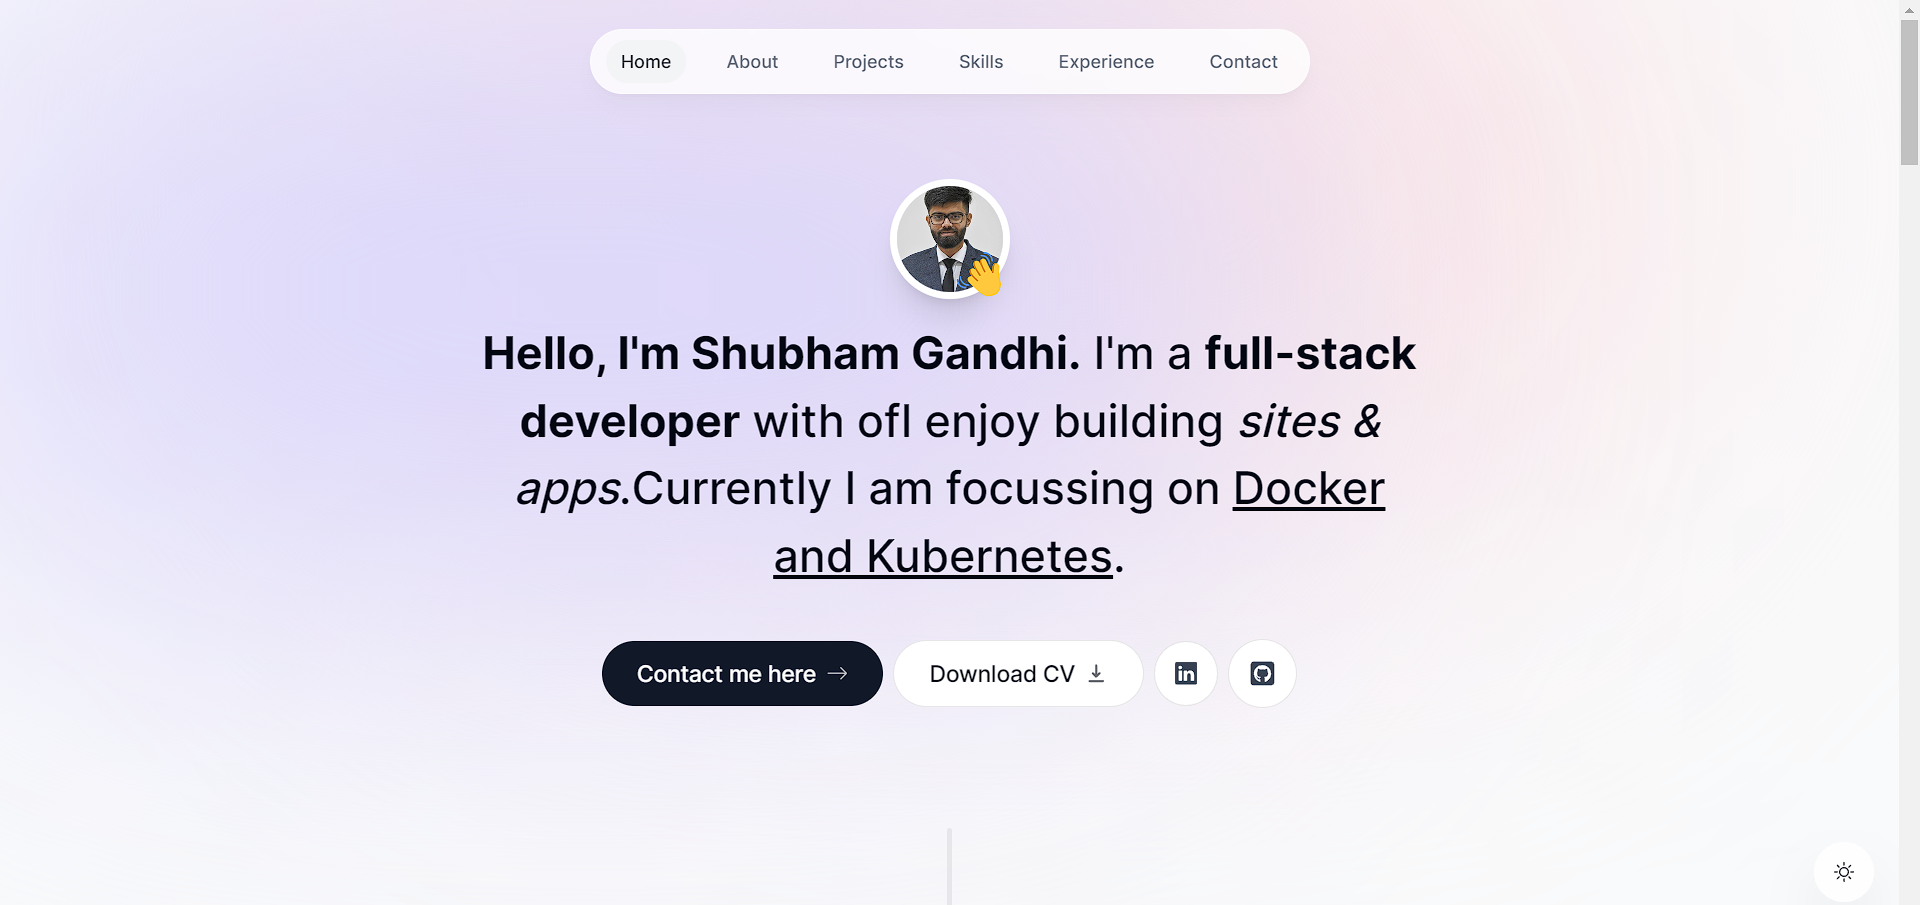 Home About Projects Skills Experience Contact
Hello, I'm Shubham Gandhi. I'm a full-stack
developer with ofI enjoy building sites &
apps.Currently I am focussing on Docker
and Kubernetes.
Contact me here Download CV in